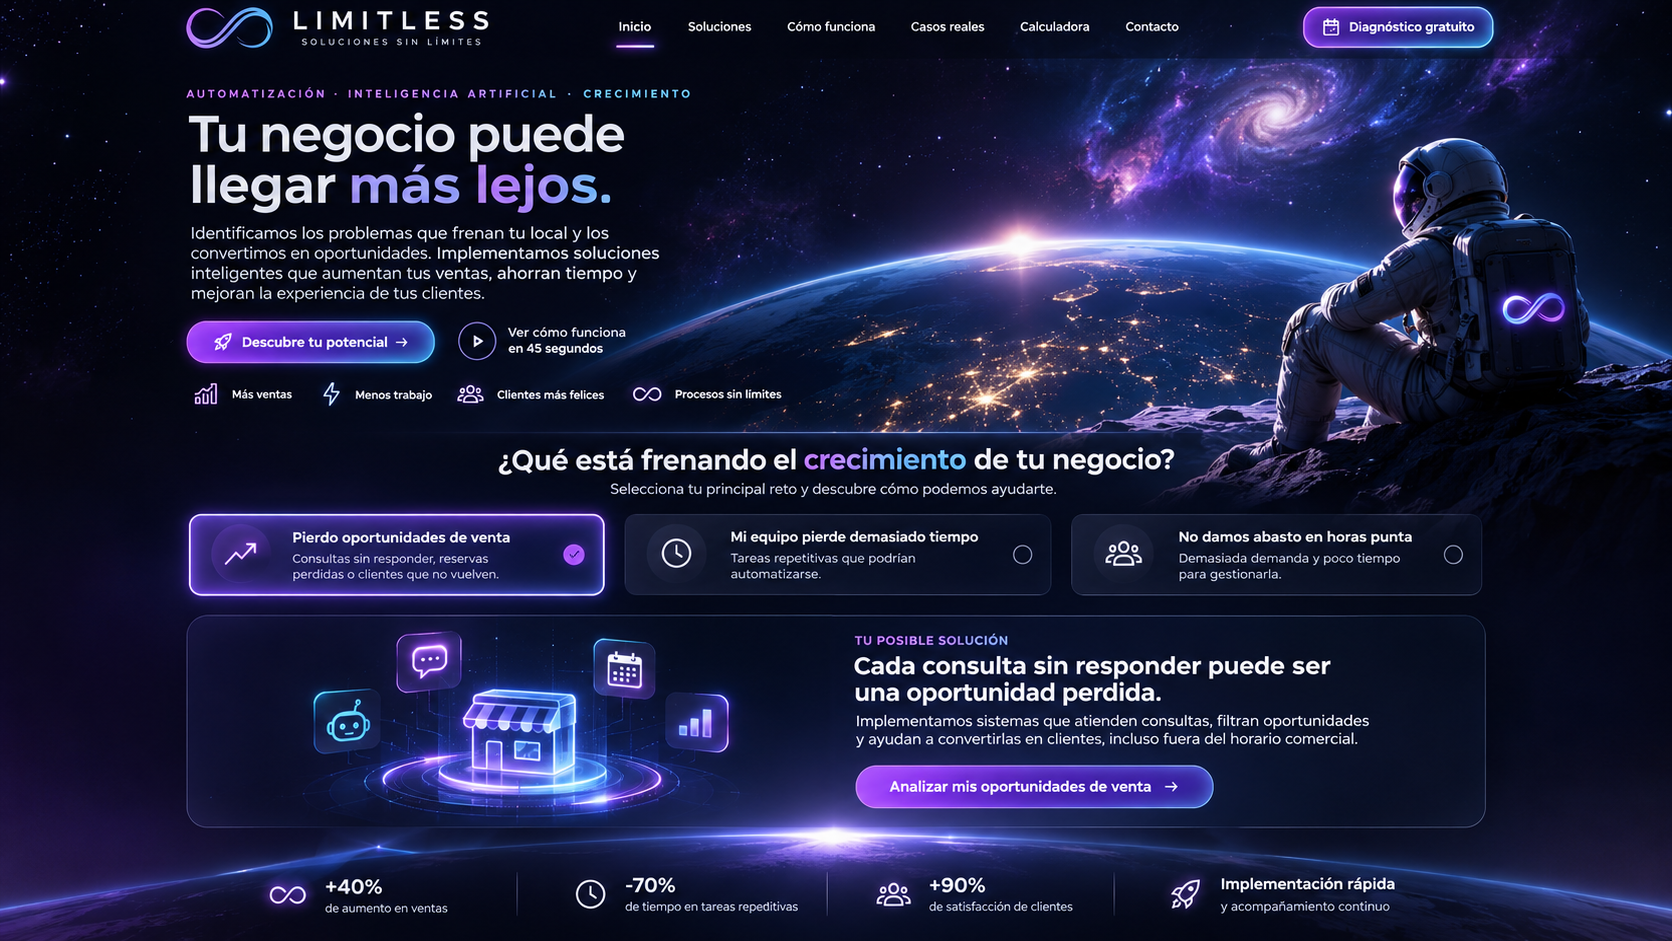 LIMITLESS
SOLUCIONES SIN LÍMITES
Inicio
Soluciones
Cómo funciona
Casos reales
Calculadora
Contacto
Diagnóstico gratuito
AUTOMATIZACIÓN · INTELIGENCIA ARTIFICIAL · CRECIMIENTO
Tu negocio puede
llegar más lejos.
Identificamos los problemas que frenan tu local y los
convertimos en oportunidades. Implementamos soluciones
inteligentes que aumentan tus ventas, ahorran tiempo y
mejoran la experiencia de tus clientes.
Descubre tu potencial →
Ver cómo funciona
en 45 segundos
Más ventas
Menos trabajo
Clientes más felices
Procesos sin límites
¿Qué está frenando el crecimiento de tu negocio?
Selecciona tu principal reto y descubre cómo podemos ayudarte.
Pierdo oportunidades de venta
Consultas sin responder, reservas
perdidas o clientes que no vuelven.
Mi equipo pierde demasiado tiempo
Tareas repetitivas que podrían
automatizarse.
No damos abasto en horas punta
Demasiada demanda y poco tiempo
para gestionarla.
TU POSIBLE SOLUCIÓN
Cada consulta sin responder puede ser
una oportunidad perdida.
Implementamos sistemas que atienden consultas, filtran oportunidades
y ayudan a convertirlas en clientes, incluso fuera del horario comercial.
Analizar mis oportunidades de venta →
+40%
de aumento en ventas
-70%
de tiempo en tareas repeditivas
+90%
de satisfacción de clientes
Implementación rápida
y acompañamiento continuo